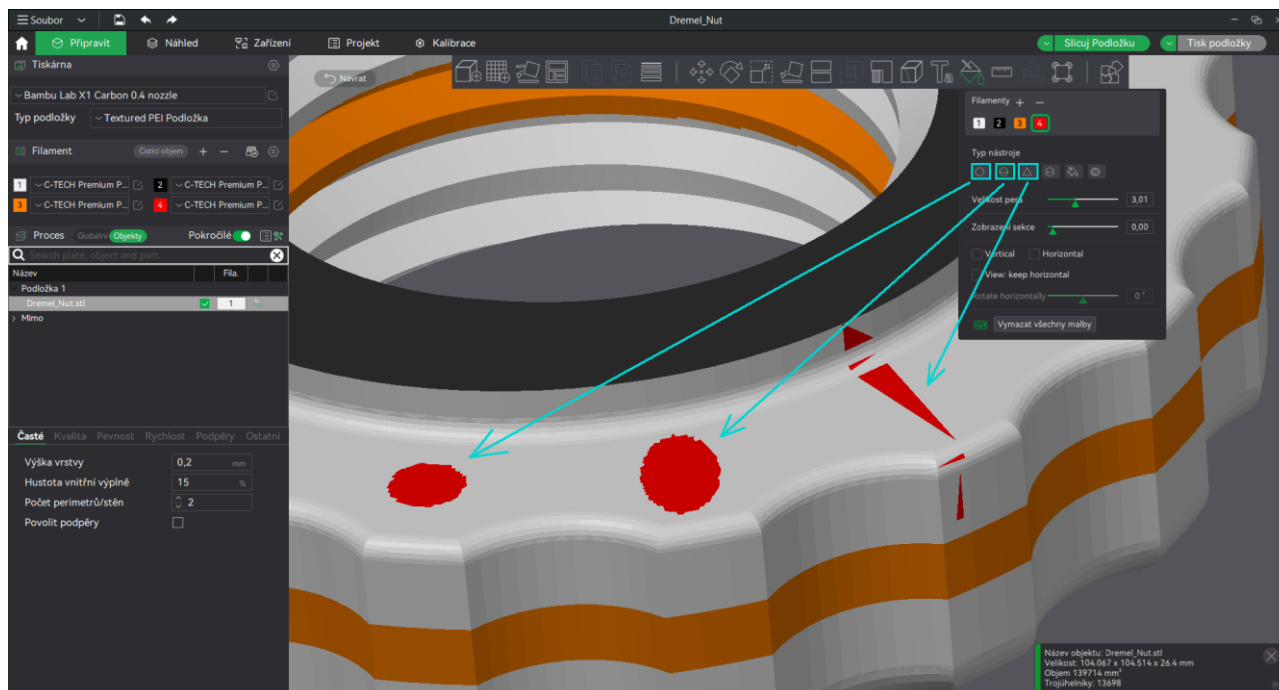 Soubor
Dremel_Nut
Připravit
Náhled
Zařízení
Projekt
Kalibrace
Slicuj Podložku
Tisk podložky
Tiskárna
Bambu Lab X1 Carbon 0.4 nozzle
Typ podložky
Textured PEI Podložka
Filament
Čistící objem
1
C-TECH Premium P...
2
C-TECH Premium P...
3
C-TECH Premium P...
4
C-TECH Premium P...
Proces
Globální
Objekty
Pokročilé
Search plate, object and part.
Název
Fila.
Podložka 1
Dremel_Nut.stl
1
Mimo
Časté
Kvalita
Pevnost
Rychlost
Podpěry
Ostatní
Výška vrstvy
0,2
mm
Hustota vnitřní výplně
15
%
Počet perimetrů/stěn
2
Povolit podpěry
Návrat
Filamenty
1
2
3
4
Typ nástroje
Velikost pera
3,01
Zobrazení sekce
0,00
Vertical
Horizontal
View: keep horizontal
Rotate horizontally
0 °
Vymazat všechny malby
Název objektu: Dremel_Nut.stl
Velikost: 104.067 x 104.514 x 26.4 mm
Objem 139714 mm³
Trojúhelníky: 13698